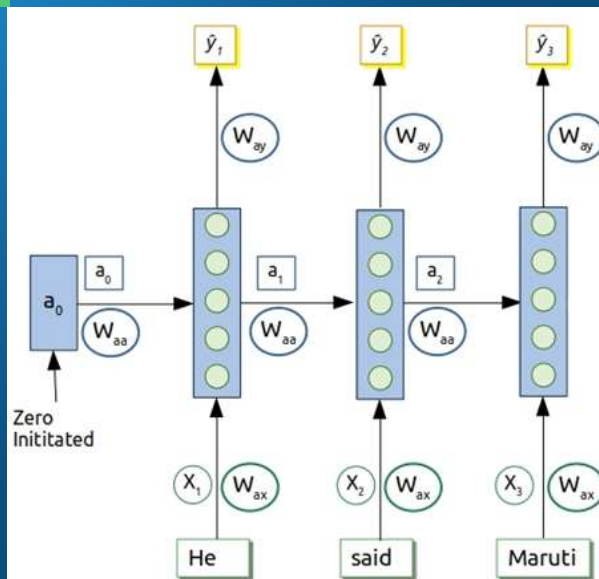 ŷ1
ŷ2
ŷ3
Way
Way
Way
a0
a0
a1
a2
Waa
Waa
Waa
Zero
Inititated
X1
Wax
X2
Wax
X3
Wax
He
said
Maruti